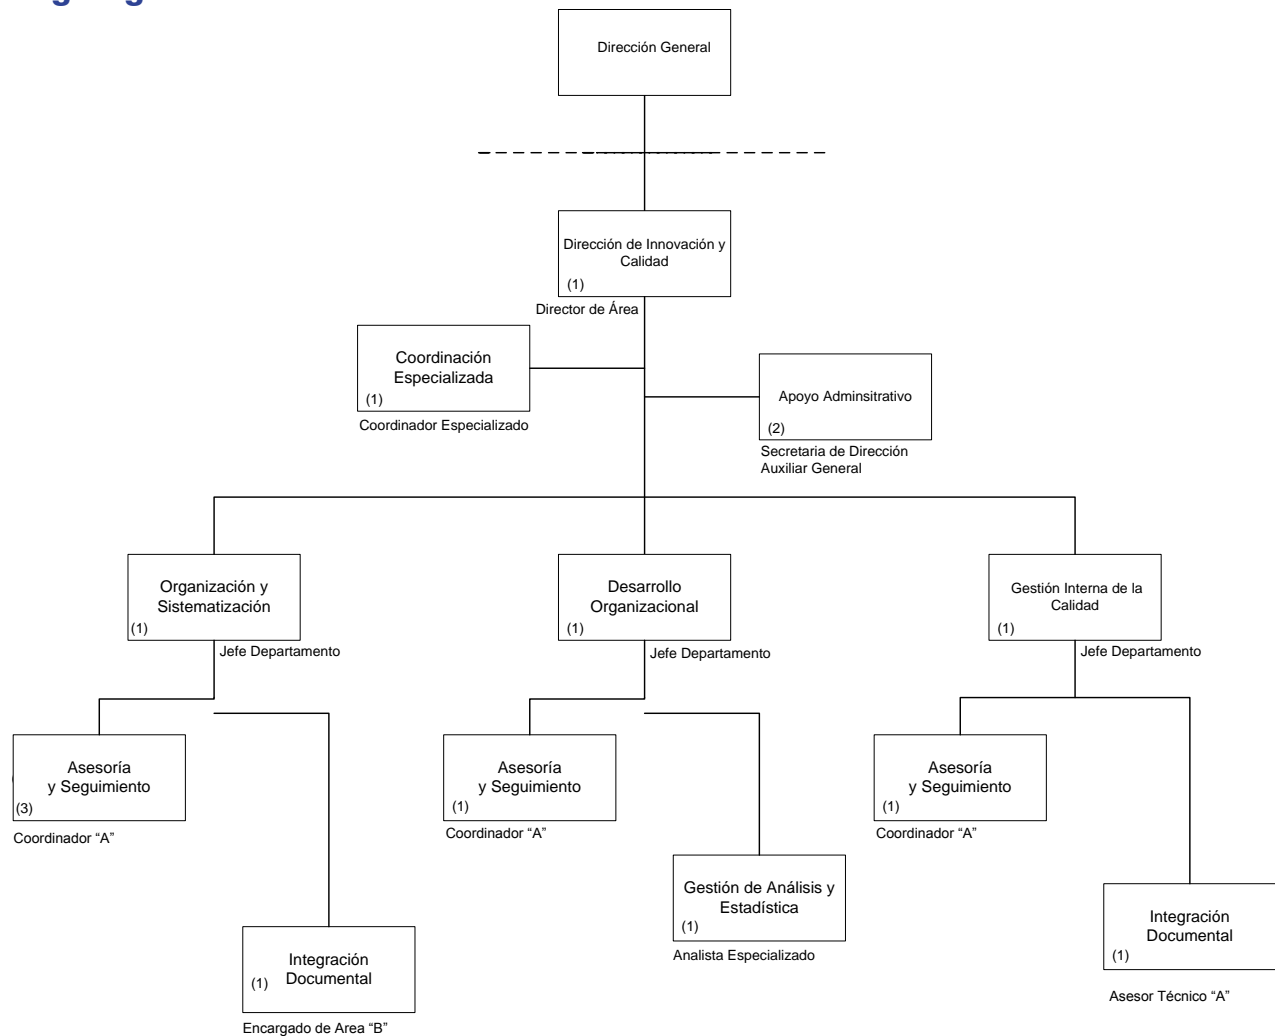 Dirección General
Dirección de Innovación y
Calidad
(1)
Director de Área
Coordinación
Especializada
(1)
Coordinador Especializado
Apoyo Adminsitrativo
(2)
Secretaria de Dirección
Auxiliar General
Organización y
Sistematización
(1)
Jefe Departamento
Desarrollo
Organizacional
(1)
Jefe Departamento
Gestión Interna de la
Calidad
(1)
Jefe Departamento
Asesoría
y Seguimiento
(3)
Coordinador “A”
Asesoría
y Seguimiento
(1)
Coordinador “A”
Asesoría
y Seguimiento
(1)
Coordinador “A”
Gestión de Análisis y
Estadística
(1)
Analista Especializado
Integración
Documental
(1)
Asesor Técnico “A”
Integración
Documental
(1)
Encargado de Area “B”